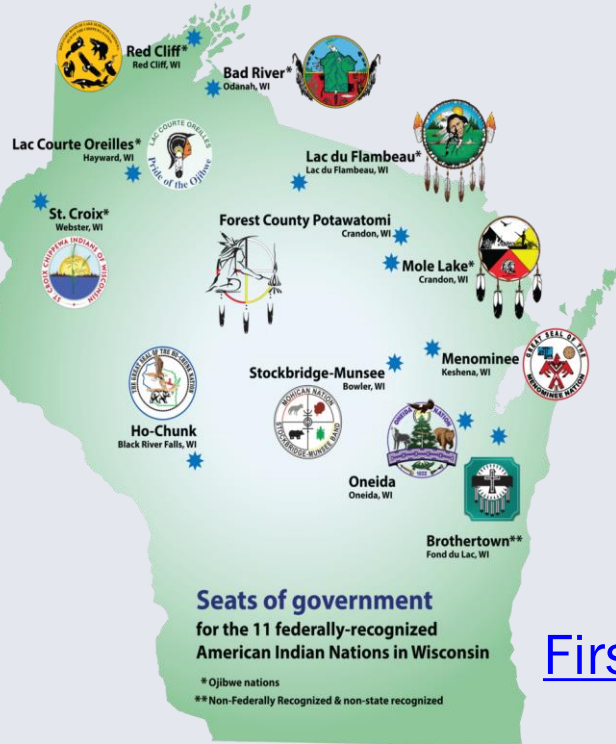 Red Cliff*
Red Cliff, WI
Bad River*
Odanah, WI
Lac Courte Oreilles*
Hayward, WI
LAC COURTE OREILLES
Pride of the Ojibwe
Lac du Flambeau*
Lac du Flambeau, WI
St. Croix*
Webster, WI
ST. CROIX CHIPPEWA INDIANS OF WISCONSIN
Forest County Potawatomi
Crandon, WI
Mole Lake*
Crandon, WI
THE GREAT SEAL OF THE HO-CHUNK NATION
Stockbridge-Munsee
Bowler, WI
MOHICAN NATION
STOCKBRIDGE-MUNSEE BAND
Menominee
Keshena, WI
GREAT SEAL OF THE
MENOMINEE NATION
Ho-Chunk
Black River Falls, WI
ONEIDA NATION
Oneida
Oneida, WI
Brothertown**
Fond du Lac, WI
Seats of government
for the 11 federally-recognized
American Indian Nations in Wisconsin
* Ojibwe nations
** Non-Federally Recognized & non-state recognized
Firs